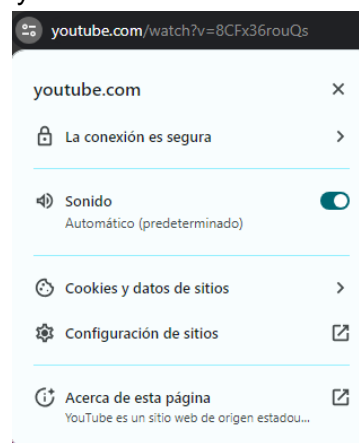 youtube.com/watch?v=8CFx36rouQs
youtube.com
La conexión es segura
Sonido
Automático (predeterminado)
Cookies y datos de sitios
Configuración de sitios
Acerca de esta página
YouTube es un sitio web de origen estadou...